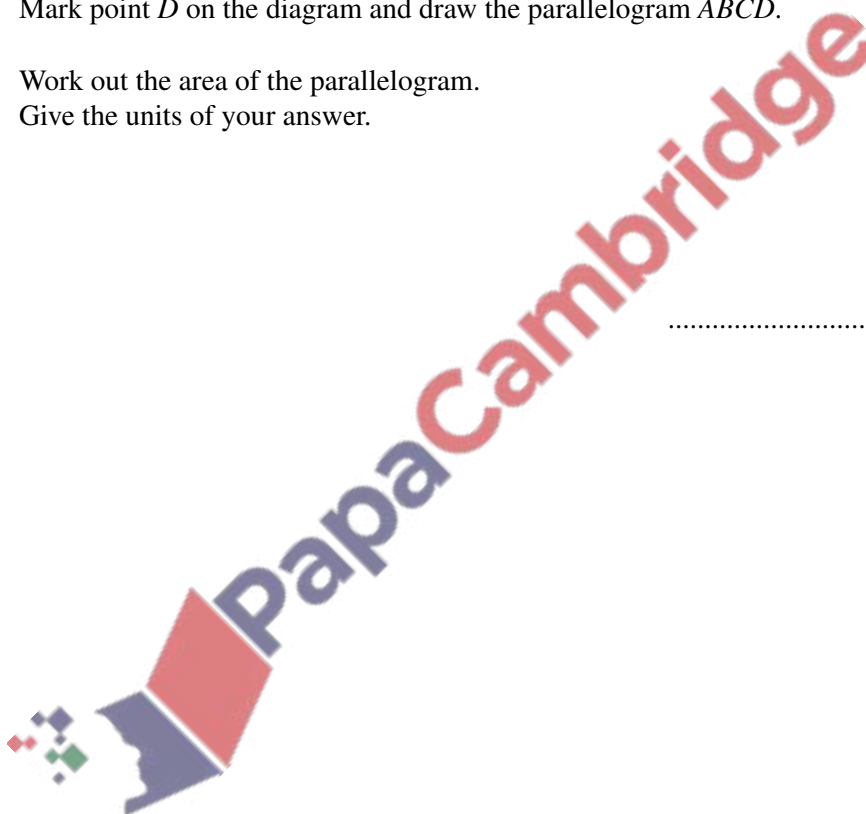 Mark point D on the diagram and draw the parallelogram ABCD.
Work out the area of the parallelogram.
Give the units of your answer.
...........................
PapaCambridge